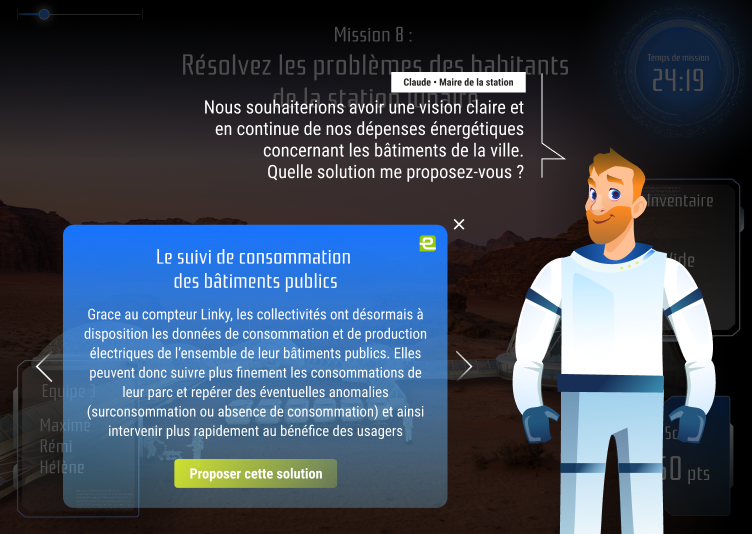 Mission 8 :
Résolvez les problèmes des habitants
de la station lunaire
Temps de mission
24:19
Claude • Maire de la station
Nous souhaiterions avoir une vision claire et
en continue de nos dépenses énergétiques
concernant les bâtiments de la ville.
Quelle solution me proposez-vous ?
Inventaire
Le suivi de consommation
des bâtiments publics
Grace au compteur Linky, les collectivités ont désormais à
disposition les données de consommation et de production
électriques de l'ensemble de leur bâtiments publics. Elles
peuvent donc suivre plus finement les consommations de
leur parc et repérer des éventuelles anomalies
(surconsommation ou absence de consommation) et ainsi
intervenir plus rapidement au bénéfice des usagers
Proposer cette solution
Equipe
Maxime
Rémi
Hélène
pts